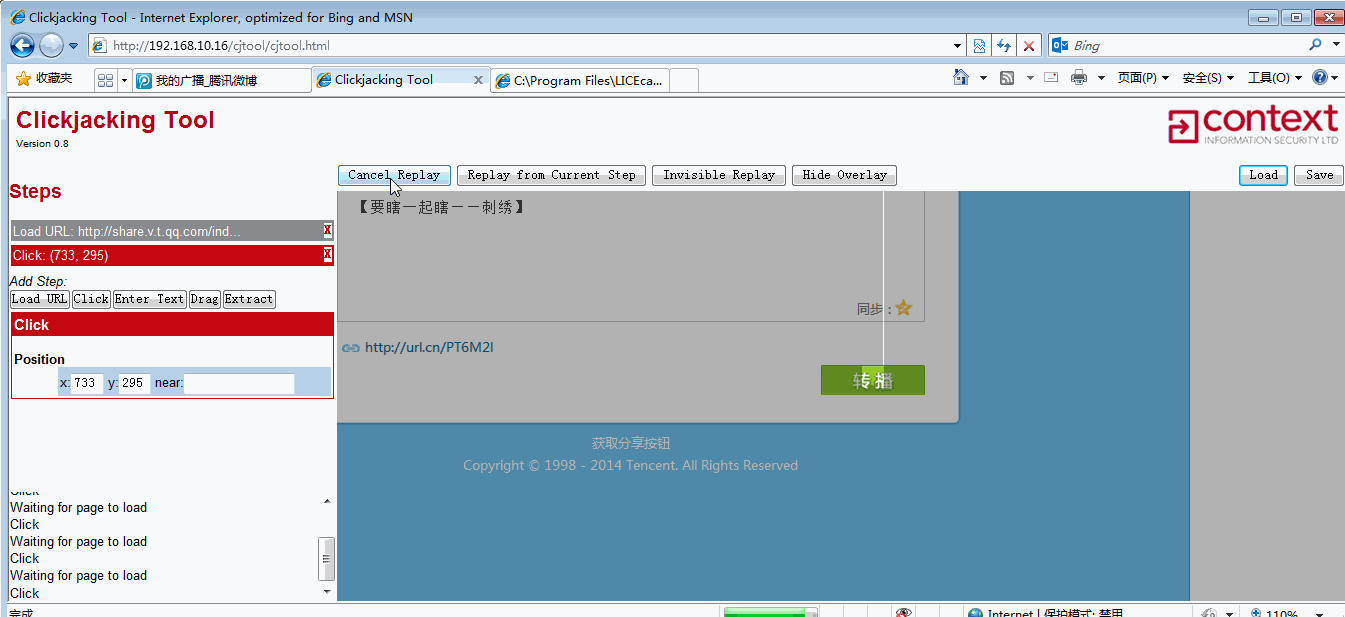 Clickjacking Tool - Internet Explorer, optimized for Bing and MSN
http://192.168.10.16/cjtool/cjtool.html
Bing
收藏夹
我的广播_腾讯微博
Clickjacking Tool
C:\Program Files\LICEca...
页面(P)
安全(S)
工具(O)
Clickjacking Tool
Version 0.8
context
INFORMATION SECURITY LTD
Cancel Replay
Replay from Current Step
Invisible Replay
Hide Overlay
Load
Save
Steps
Load URL: http://share.v.t.qq.com/ind...
X
Click: (733, 295)
X
Add Step:
Load URL
Click
Enter Text
Drag
Extract
Click
Position
x: 733 y: 295 near:
【要瞎一起瞎－－刺绣】
同步：
http://url.cn/PT6M2I
转播
获取分享按钮
Copyright © 1998 - 2014 Tencent. All Rights Reserved
Click
Waiting for page to load
Click
Waiting for page to load
Click
Waiting for page to load
Click
完成
Internet | 保护模式: 禁用
110%